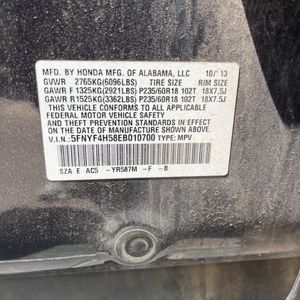 MFD. BY HONDA MFG. OF ALABAMA, LLC 10/13
GVWR 2765KG(6096LBS) TIRE SIZE RIM SIZE
GAWR F 1325KG(2921LBS) P235/60R18 102T 18X7.5J
GAWR R1525KG(3362LBS) P235/60R18 102T 18X7.5J
THIS VEHICLE CONFORMS TO ALL APPLICABLE
FEDERAL MOTOR VEHICLE SAFETY AND THEFT
PREVENTION STANDARDS IN EFFECT ON THE
DATE OF MANUFACTURE SHOWN ABOVE.
V.I.N.:5FNYF4H58EB010700 TYPE: MPV
SZA E AC5 -YR587M -F -B